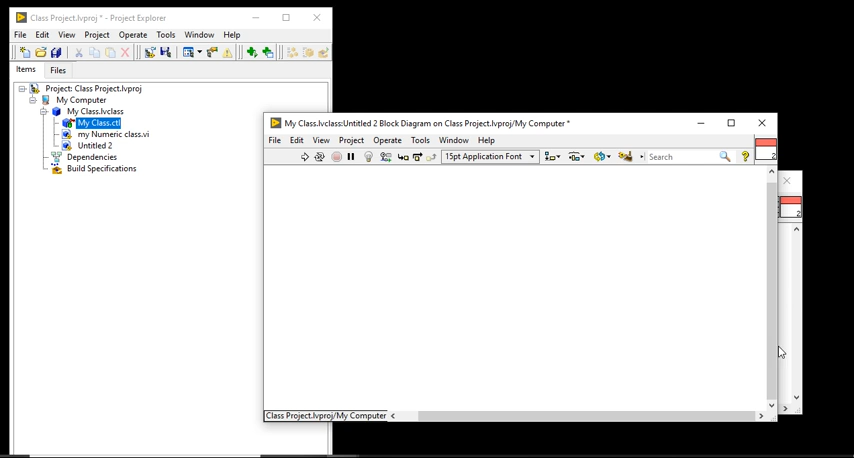 Class Project.lvproj * - Project Explorer
File Edit View Project Operate Tools Window Help
Items Files
Project: Class Project.lvproj
My Computer
My Class.lvclass
My Class.ctl
my Numeric class.vi
Untitled 2
Dependencies
Build Specifications
My Class.lvclass:Untitled 2 Block Diagram on Class Project.lvproj/My Computer *
File Edit View Project Operate Tools Window Help
15pt Application Font Search
2
2
Class Project.lvproj/My Computer